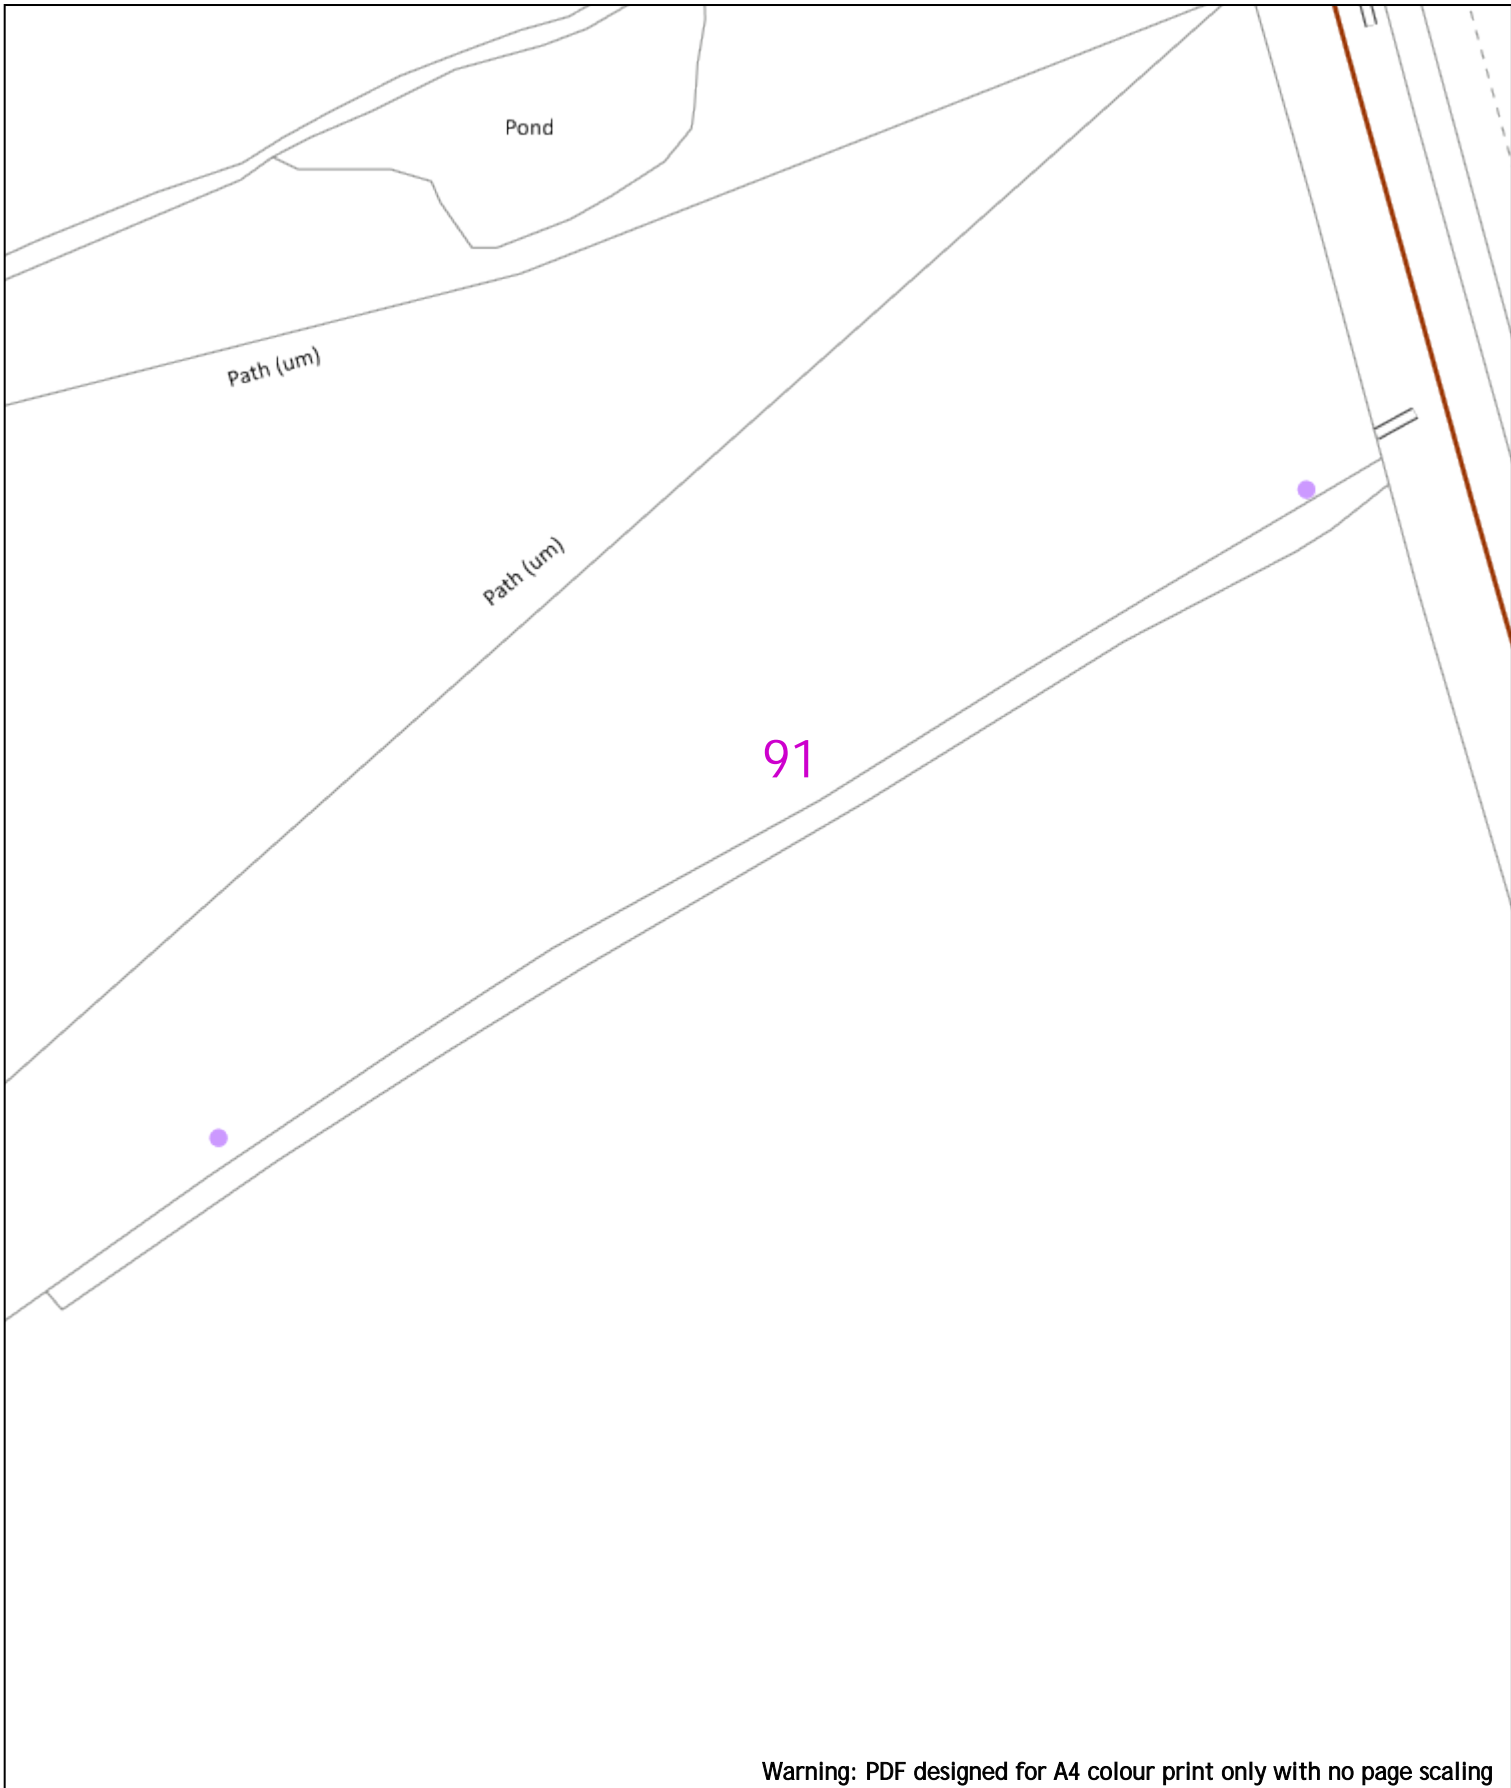 Pond
Path (um)
Path (um)
91
Warning: PDF designed for A4 colour print only with no page scaling